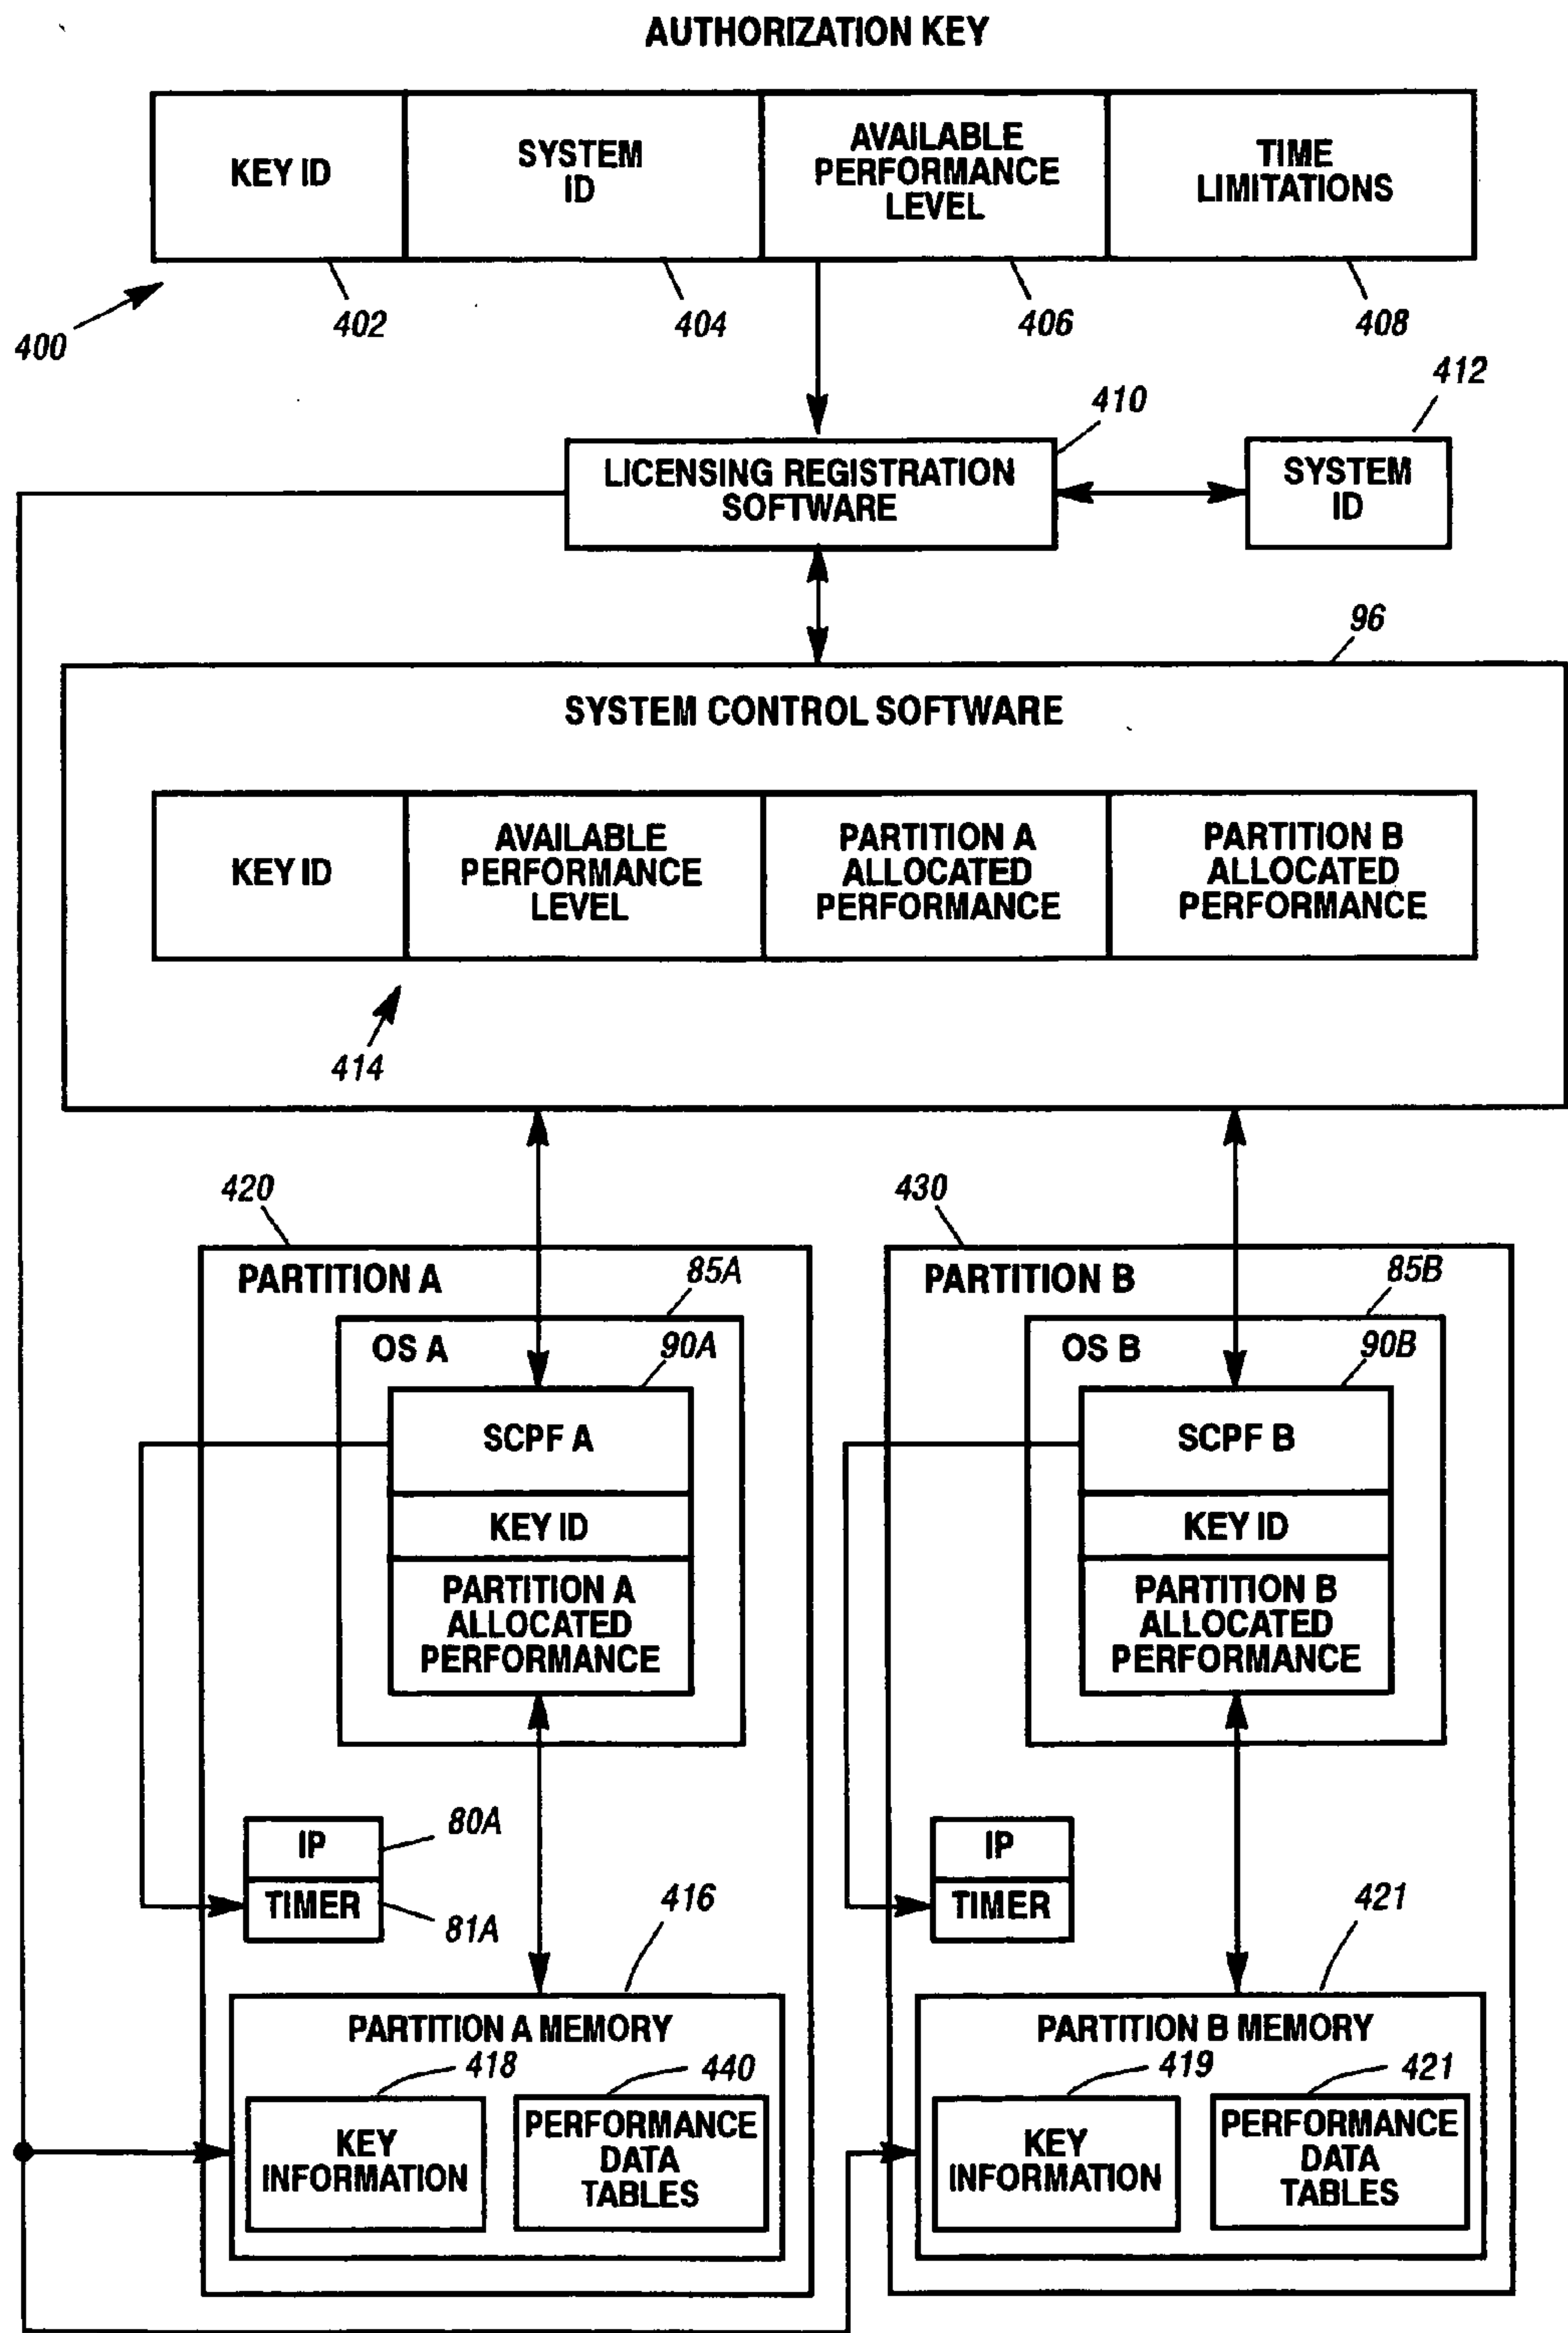 AUTHORIZATION KEY
KEY ID
SYSTEM
ID
AVAILABLE
PERFORMANCE
LEVEL
TIME
LIMITATIONS
402
404
406
408
400
412
410
LICENSING REGISTRATION
SOFTWARE
SYSTEM
ID
96
SYSTEM CONTROL SOFTWARE
KEY ID
AVAILABLE
PERFORMANCE
LEVEL
PARTITION A
ALLOCATED
PERFORMANCE
PARTITION B
ALLOCATED
PERFORMANCE
414
420
430
PARTITION A
85A
OS A
90A
SCPF A
KEY ID
PARTITION A
ALLOCATED
PERFORMANCE
IP
80A
TIMER
81A
416
PARTITION A MEMORY
418
440
KEY
INFORMATION
PERFORMANCE
DATA
TABLES
PARTITION B
85B
OS B
90B
SCPF B
KEY ID
PARTITION B
ALLOCATED
PERFORMANCE
IP
TIMER
421
PARTITION B MEMORY
419
421
KEY
INFORMATION
PERFORMANCE
DATA
TABLES